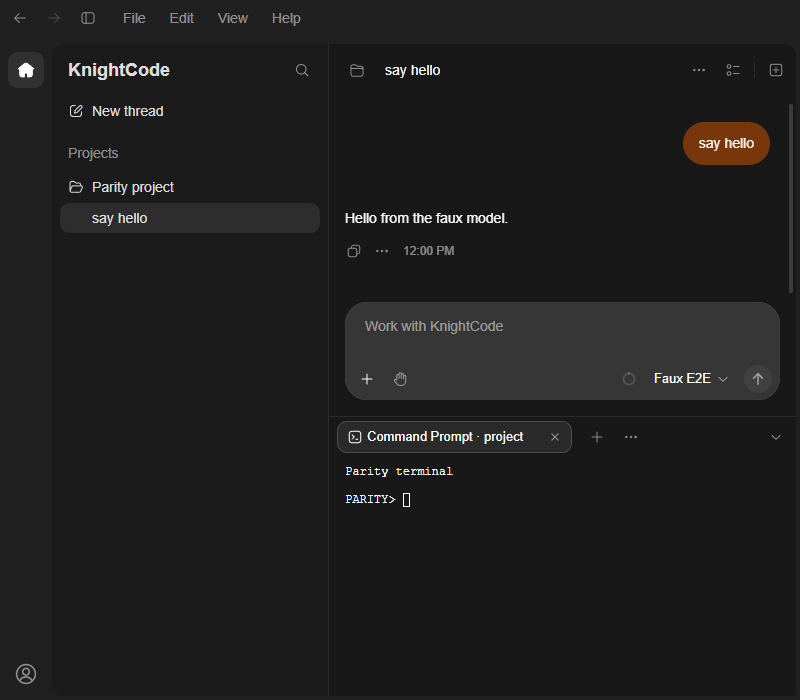 File Edit View Help
KnightCode
New thread
Projects
Parity project
say hello
say hello
say hello
Hello from the faux model.
12:00 PM
Work with KnightCode
Faux E2E
Command Prompt · project
Parity terminal
PARITY>